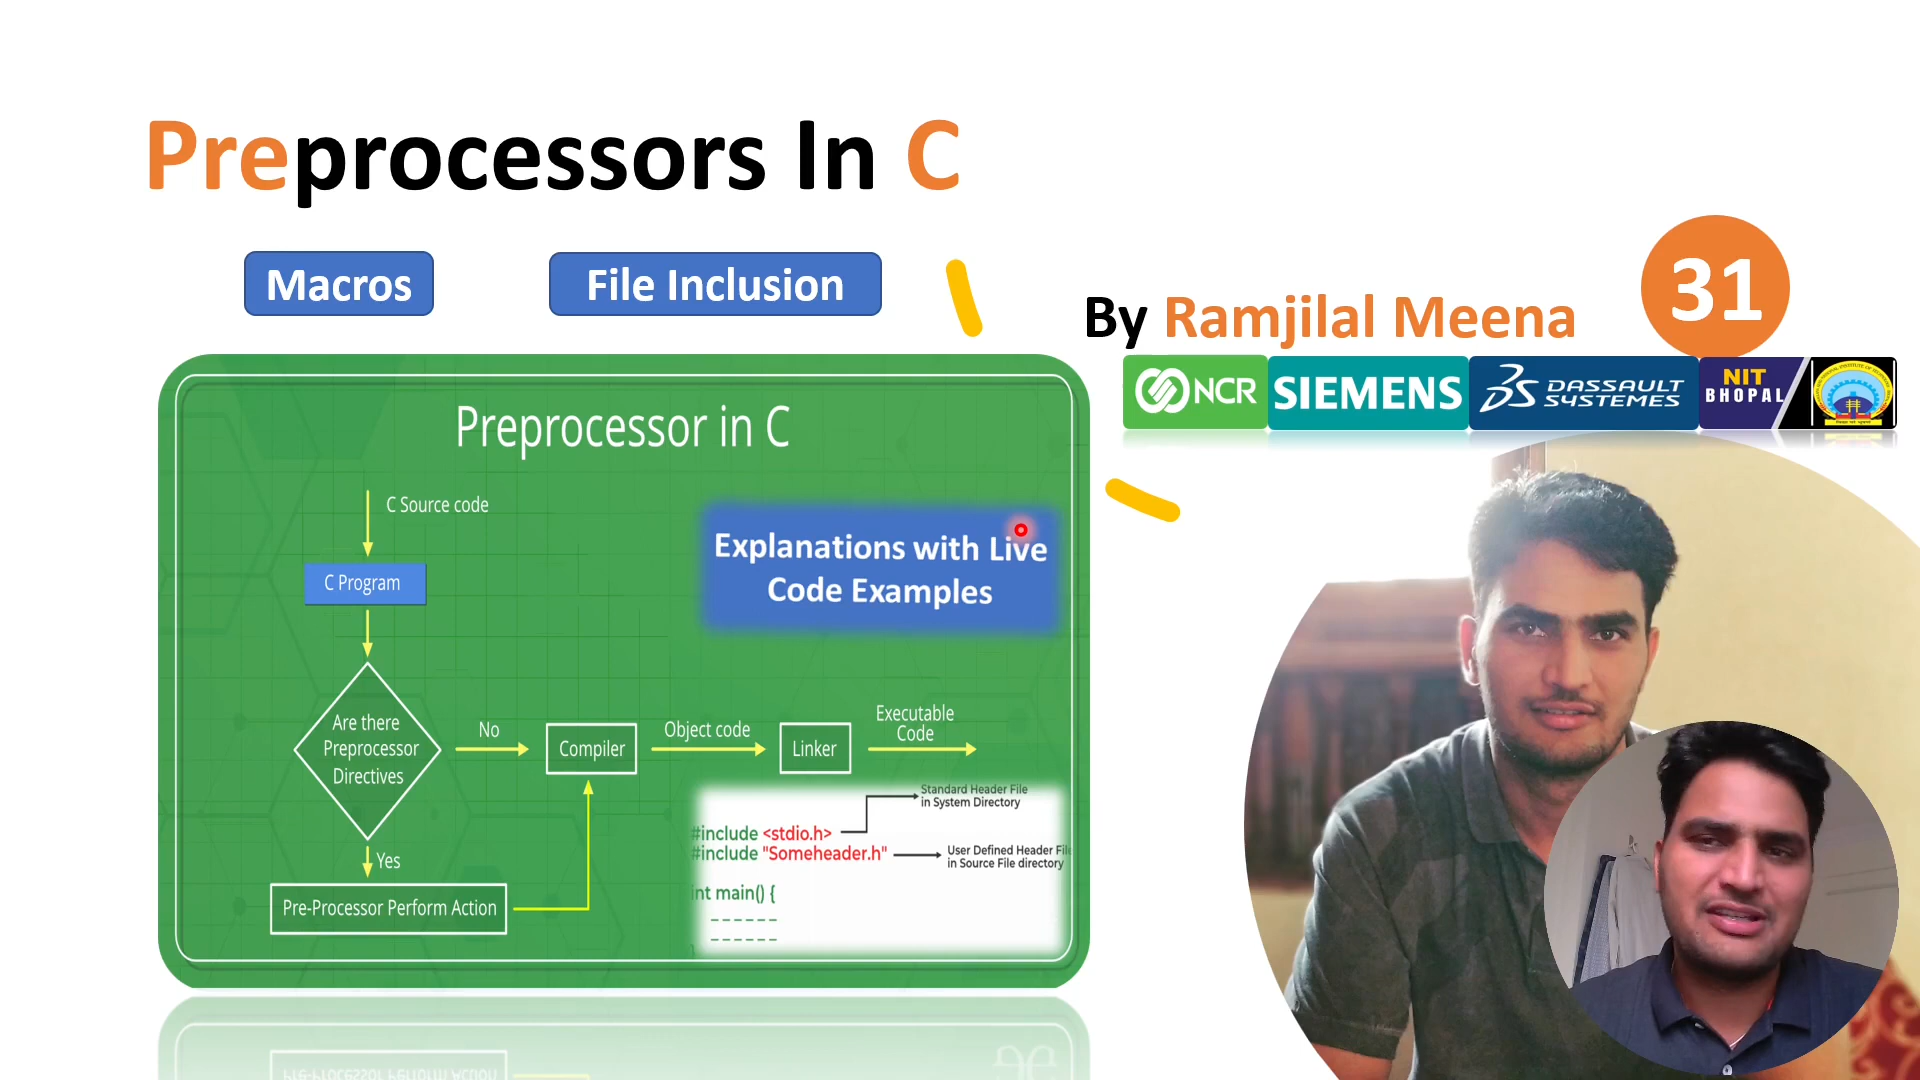 Preprocessors In C
Macros
File Inclusion
By Ramjilal Meena
31
NCR
SIEMENS
DASSAULT
SYSTEMES
NIT
BHOPAL
Preprocessor in C
C Source code
Explanations with Live
Code Examples
C Program
Are there
Preprocessor
Directives
No
Compiler
Object code
Linker
Executable
Code
Yes
Pre-Processor Perform Action
Standard Header File
in System Directory
#include <stdio.h>
#include "Someheader.h"
User Defined Header File
in Source File directory
int main() {